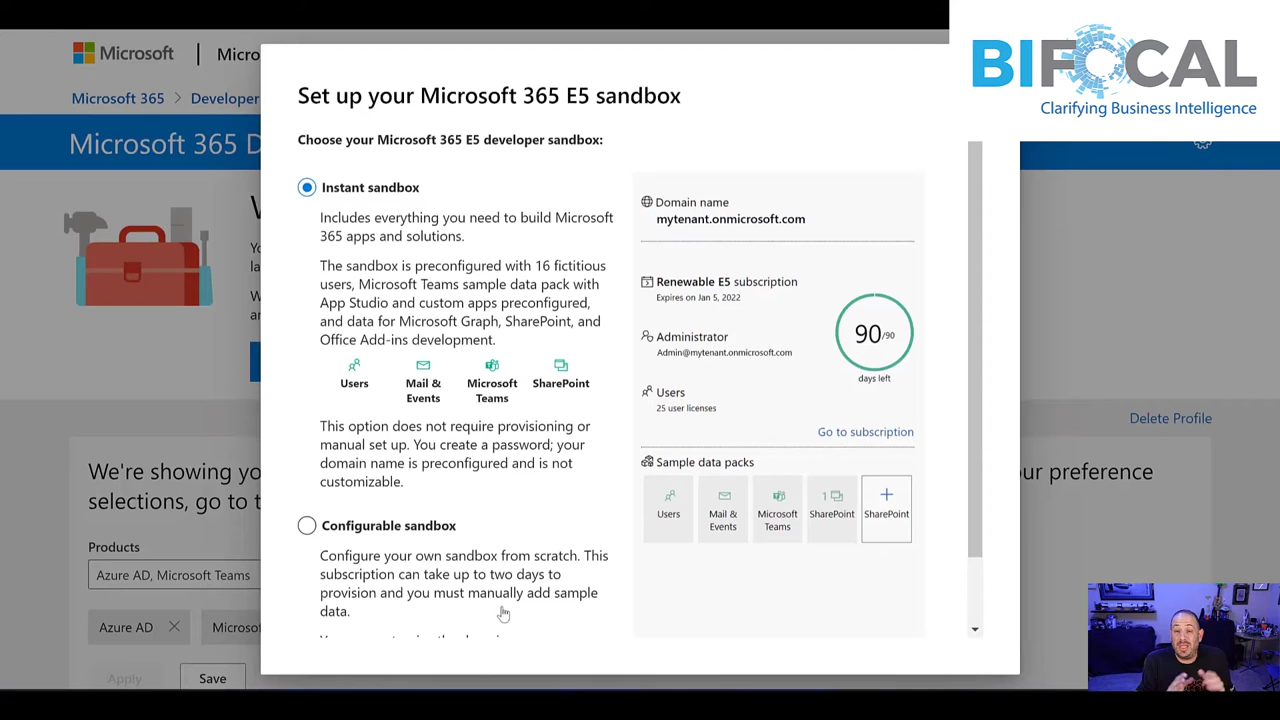 Microsoft | Micro
BIFOCAL
Clarifying Business Intelligence
Microsoft 365 > Developer
Microsoft 365 D
Set up your Microsoft 365 E5 sandbox
Choose your Microsoft 365 E5 developer sandbox:
Instant sandbox
Includes everything you need to build Microsoft
365 apps and solutions.
The sandbox is preconfigured with 16 fictitious
users, Microsoft Teams sample data pack with
App Studio and custom apps preconfigured,
and data for Microsoft Graph, SharePoint, and
Office Add-ins development.
Users
Mail &
Events
Microsoft
Teams
SharePoint
This option does not require provisioning or
manual set up. You create a password; your
domain name is preconfigured and is not
customizable.
Configurable sandbox
Configure your own sandbox from scratch. This
subscription can take up to two days to
provision and you must manually add sample
data.
Domain name
mytenant.onmicrosoft.com
Renewable E5 subscription
Expires on Jan 5, 2022
90/90
days left
Administrator
Admin@mytenant.onmicrosoft.com
Users
25 user licenses
Go to subscription
Sample data packs
Users
Mail &
Events
Microsoft
Teams
1
SharePoint
+
SharePoint
Delete Profile
We're showing yo
our preference
selections, go to t
Products
Azure AD, Microsoft Teams
Azure AD
Microso
Apply
Save